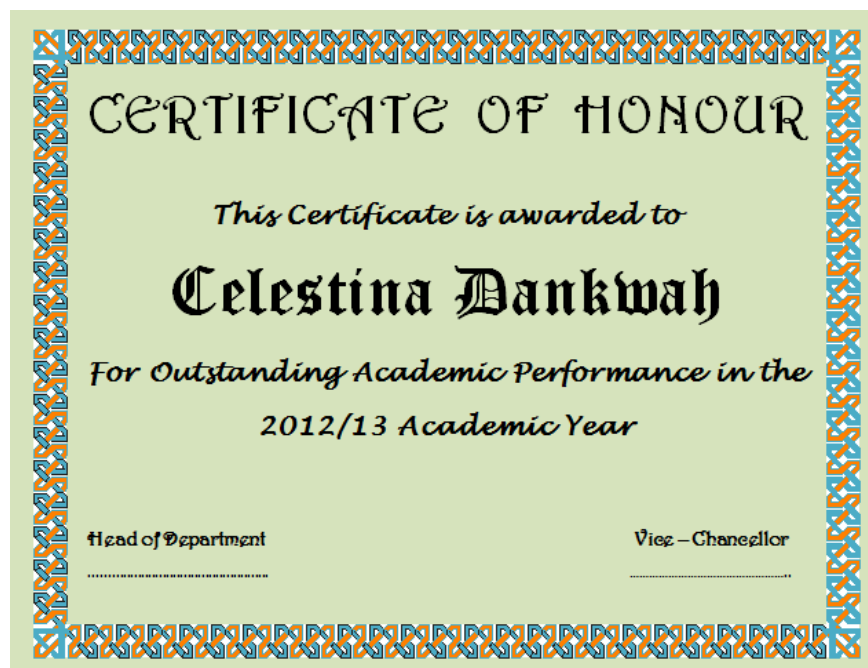 CERTIFICATE OF HONOUR
This Certificate is awarded to
Celestina Dankwah
For Outstanding Academic Performance in the
2012/13 Academic Year
Head of Department Vice – Chancellor
........................................................ ........................................................